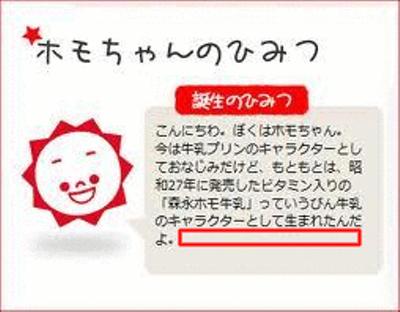 ホモちゃんのひみつ
誕生のひみつ
こんにちわ。ぼくはホモちゃん。
今は牛乳プリンのキャラクターとし
ておなじみだけど、もともとは、昭
和27年に発売したビタミン入りの
「森永ホモ牛乳」っていうびん牛乳
のキャラクターとして生まれたんだ
よ。